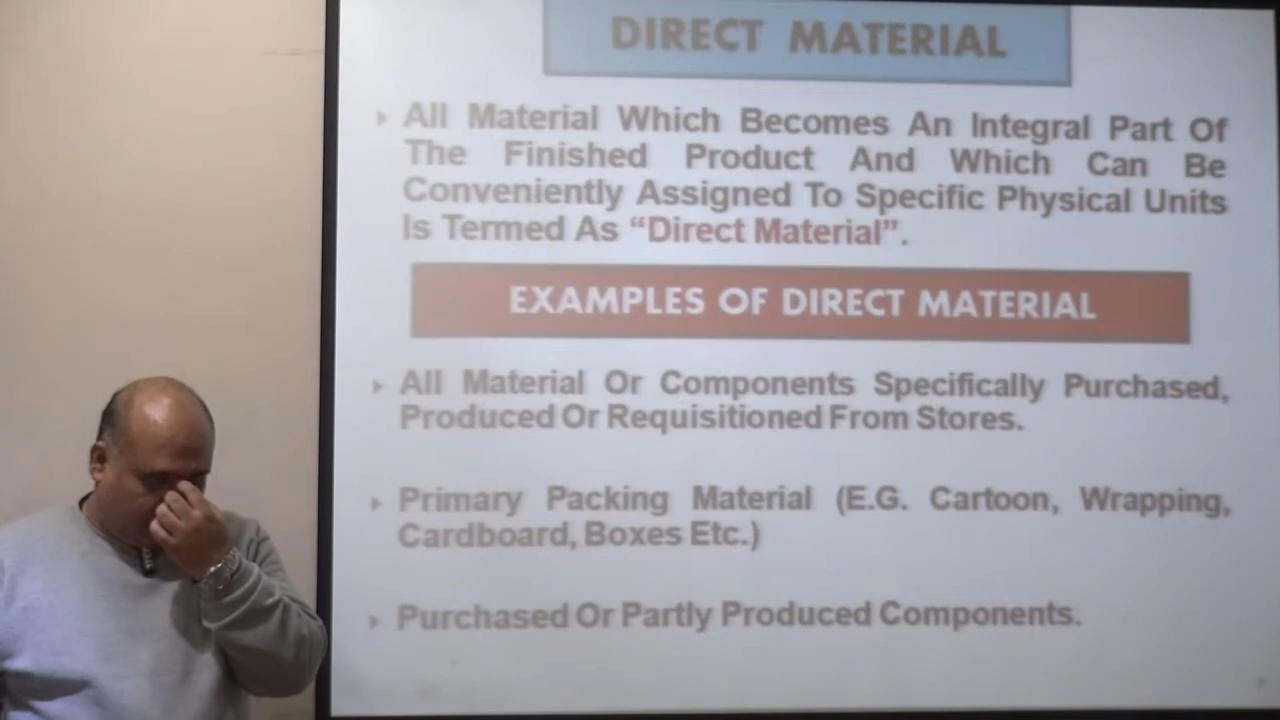 DIRECT MATERIAL
All Material Which Becomes An Integral Part Of
The Finished Product And Which Can Be
Conveniently Assigned To Specific Physical Units
Is Termed As “Direct Material”.
EXAMPLES OF DIRECT MATERIAL
All Material Or Components Specifically Purchased,
Produced Or Requisitioned From Stores.
Primary Packing Material (E.G. Cartoon, Wrapping,
Cardboard, Boxes Etc.)
Purchased Or Partly Produced Components.